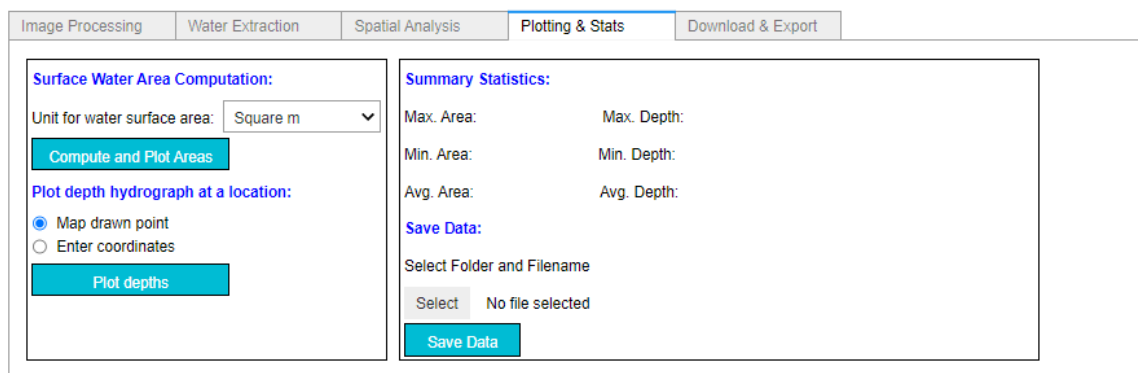 Image Processing Water Extraction Spatial Analysis Plotting & Stats Download & Export
Surface Water Area Computation:
Unit for water surface area: Square m
Compute and Plot Areas
Plot depth hydrograph at a location:
Map drawn point
Enter coordinates
Plot depths
Summary Statistics:
Max. Area: Max. Depth:
Min. Area: Min. Depth:
Avg. Area: Avg. Depth:
Save Data:
Select Folder and Filename
Select No file selected
Save Data